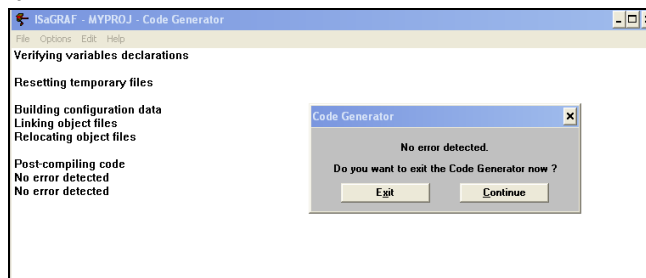 ISaGRAF - MYPROJ - Code Generator
File Options Edit Help
Verifying variables declarations
Resetting temporary files
Building configuration data
Linking object files
Relocating object files
Post-compiling code
No error detected
No error detected
Code Generator
No error detected.
Do you want to exit the Code Generator now ?
Exit
Continue